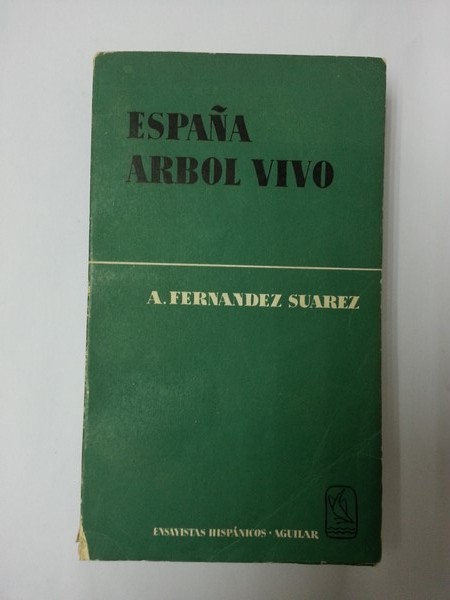 ESPAÑA
ARBOL VIVO
A. FERNANDEZ SUAREZ
ENSAYISTAS HISPÁNICOS · AGUILAR